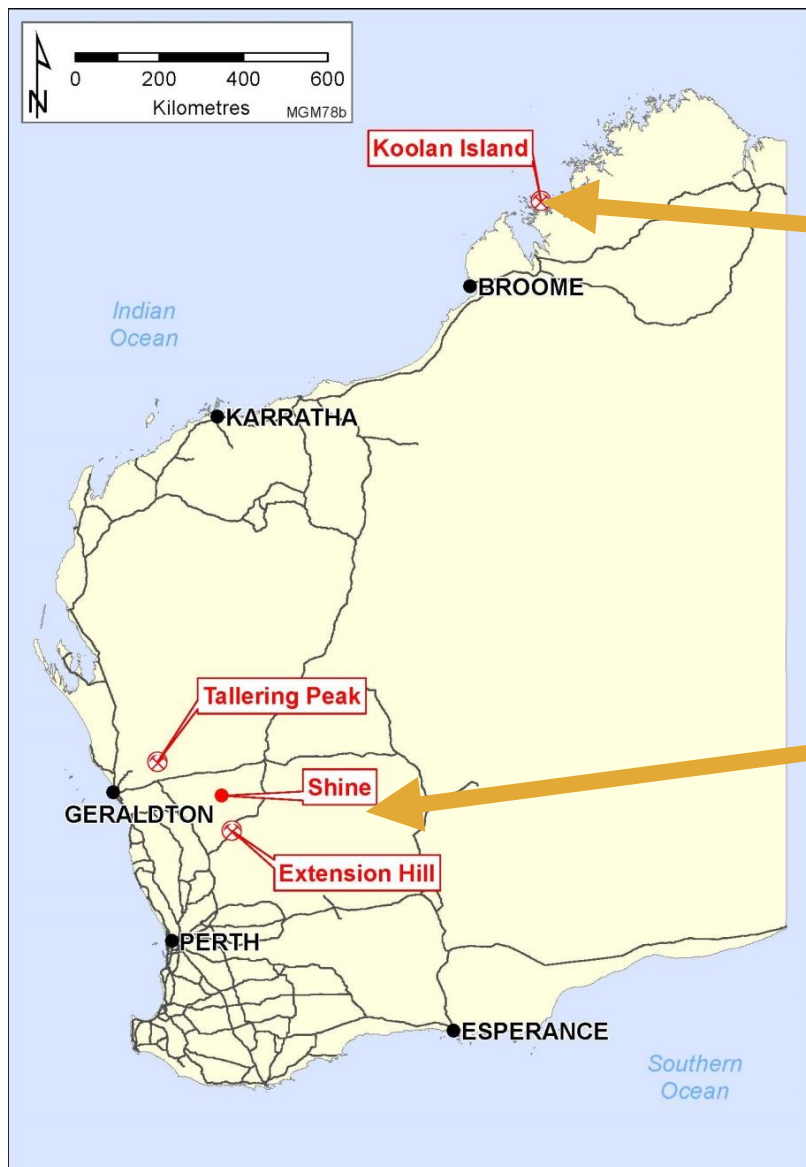 0 200 400 600
N
Kilometres
MGM78b
Koolan Island
BROOME
Indian
Ocean
KARRATHA
Tallering Peak
Shine
GERALDTON
Extension Hill
PERTH
ESPERANCE
Southern
Ocean